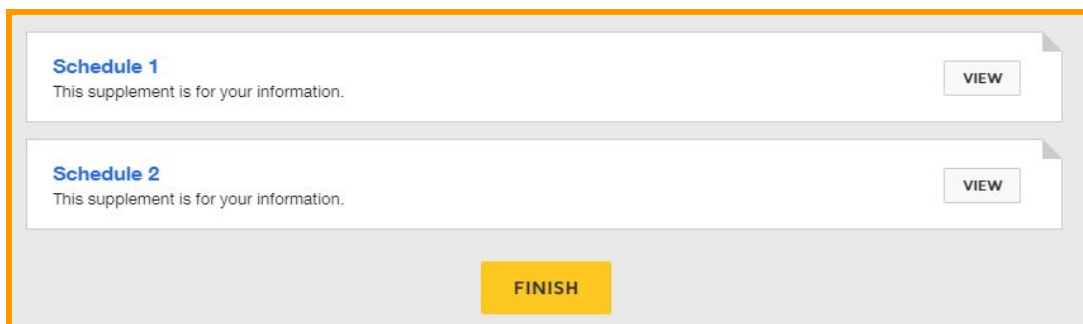 Schedule 1
This supplement is for your information.
VIEW
Schedule 2
This supplement is for your information.
VIEW
FINISH